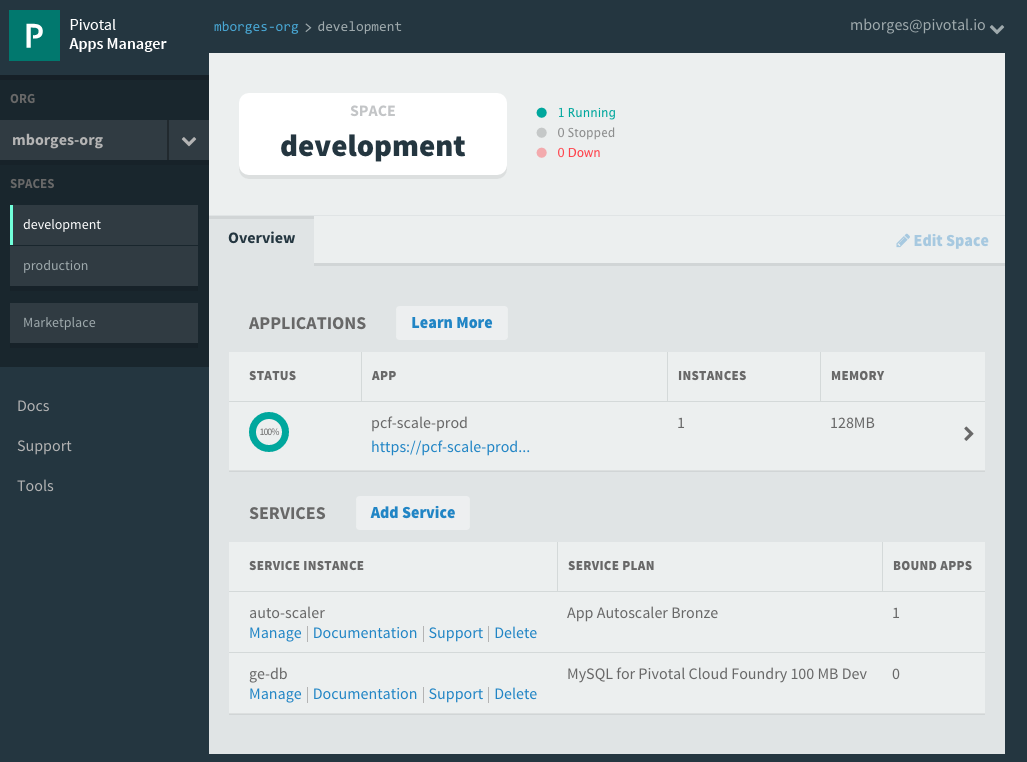 P
Pivotal
Apps Manager
mborges-org > development
mborges@pivotal.io
ORG
mborges-org
SPACES
development
production
Marketplace
Docs
Support
Tools
SPACE
development
1 Running
0 Stopped
0 Down
Overview
Edit Space
APPLICATIONS
Learn More
STATUS APP INSTANCES MEMORY
100% pcf-scale-prod 1 128MB
https://pcf-scale-prod...
SERVICES
Add Service
SERVICE INSTANCE SERVICE PLAN BOUND APPS
auto-scaler App Autoscaler Bronze 1
Manage | Documentation | Support | Delete
ge-db MySQL for Pivotal Cloud Foundry 100 MB Dev 0
Manage | Documentation | Support | Delete